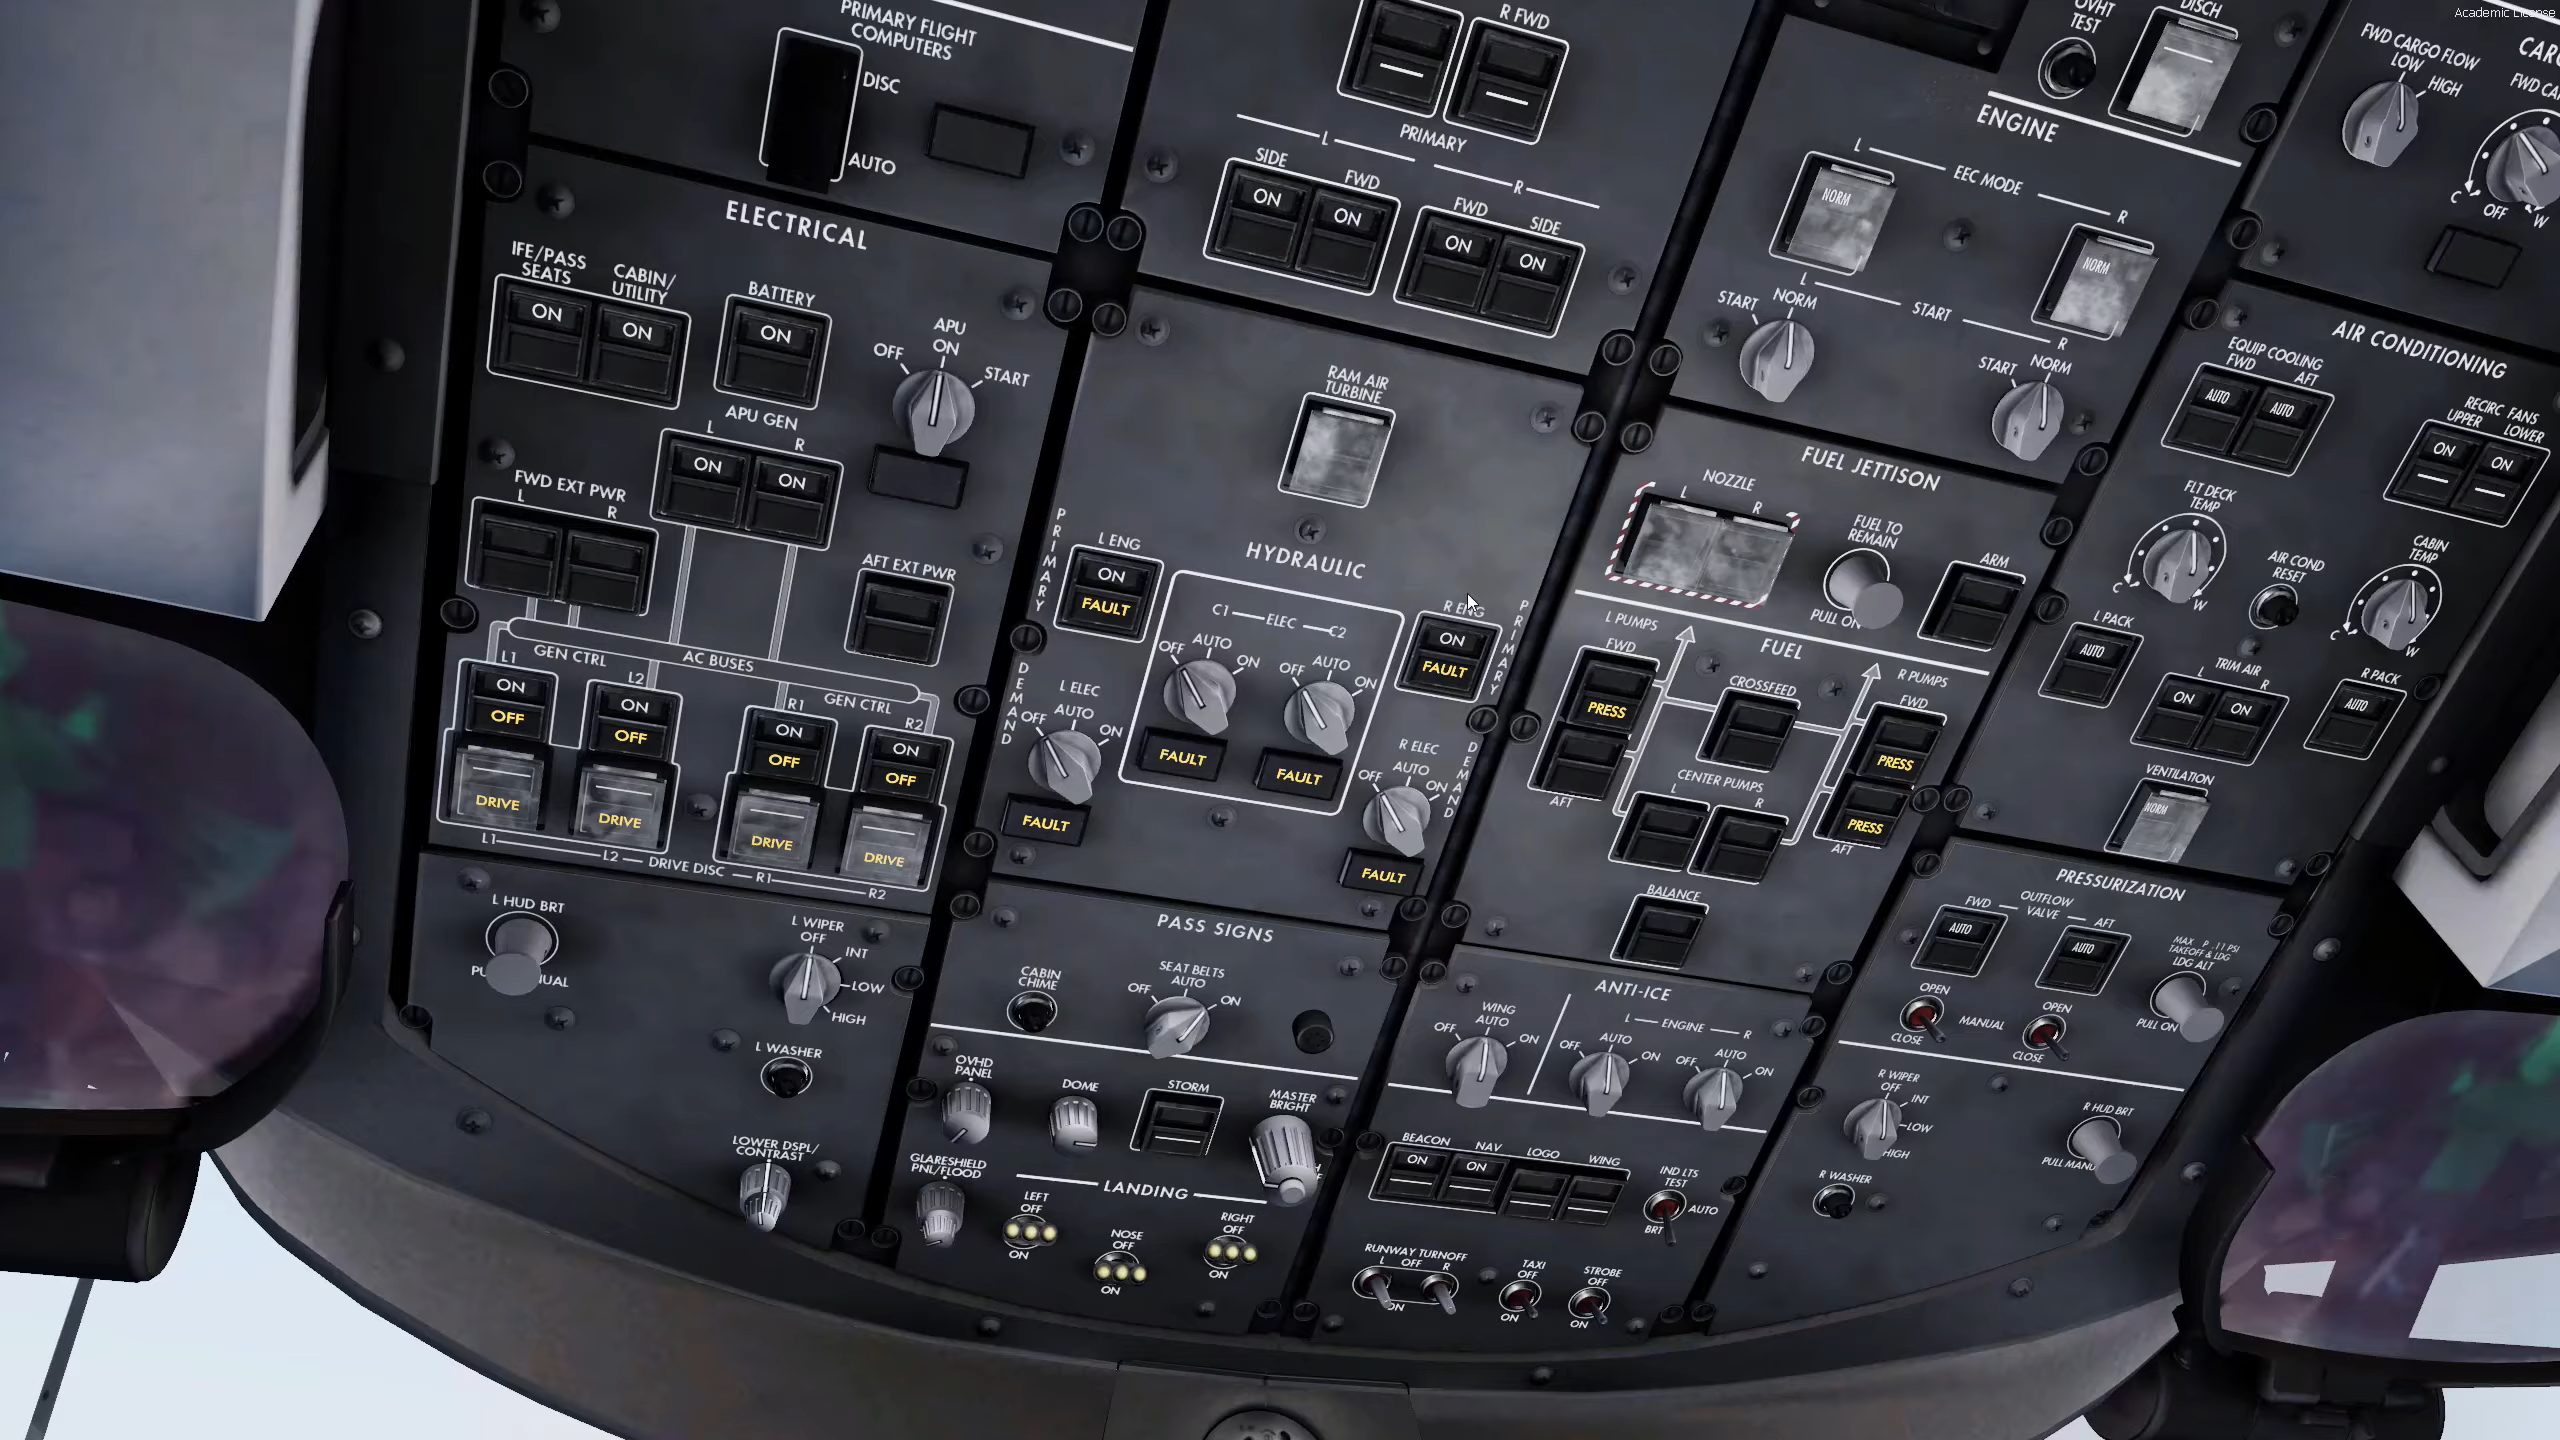 Academic License
PRIMARY FLIGHT
COMPUTERS
DISC
AUTO
R FWD
PRIMARY
L
R
SIDE
FWD
FWD
SIDE
ON
ON
ON
ON
OVHT
TEST
DISCH
FWD CARGO FLOW
LOW
HIGH
C
OFF
W
ELECTRICAL
IFE/PASS
SEATS
CABIN/
UTILITY
BATTERY
ON
ON
ON
APU
ON
OFF
START
APU GEN
L
R
ON
ON
FWD EXT PWR
L
R
AFT EXT PWR
AC BUSES
GEN CTRL
GEN CTRL
L1
L2
R1
R2
ON
OFF
ON
OFF
ON
OFF
ON
OFF
DRIVE
DRIVE
DRIVE
DRIVE
L1
L2
DRIVE DISC
R1
R2
RAM AIR
TURBINE
HYDRAULIC
PRIMARY
L ENG
ON
FAULT
C1
ELEC
C2
OFF
AUTO
ON
OFF
AUTO
ON
FAULT
FAULT
R ENG
ON
FAULT
PRIMARY
DEMAND
L ELEC
OFF
AUTO
ON
FAULT
R ELEC
OFF
AUTO
ON
FAULT
DEMAND
ENGINE
L
EEC MODE
R
NORM
NORM
L
START
R
START
NORM
START
NORM
FUEL JETTISON
NOZZLE
L
R
FUEL TO
REMAIN
PULL ON
ARM
FUEL
L PUMPS
FWD
PRESS
AFT
CROSSFEED
CENTER PUMPS
L
R
R PUMPS
FWD
PRESS
PRESS
AFT
BALANCE
AIR CONDITIONING
EQUIP COOLING
FWD
AFT
AUTO
AUTO
RECIRC FANS
UPPER
LOWER
ON
ON
FLT DECK
TEMP
C
W
AIR COND
RESET
CABIN
TEMP
C
W
L PACK
AUTO
TRIM AIR
L
R
ON
ON
R PACK
AUTO
VENTILATION
NORM
PRESSURIZATION
OUTFLOW
VALVE
FWD
AFT
AUTO
AUTO
OPEN
CLOSE
MANUAL
OPEN
CLOSE
TAKEOFF & LDG
LDG ALT
PULL ON
L HUD BRT
L WIPER
OFF
INT
LOW
HIGH
L WASHER
LOWER DSPL/
CONTRAST
PASS SIGNS
CABIN
CHIME
SEAT BELTS
OFF
AUTO
ON
OVHD
PANEL
DOME
STORM
MASTER
BRIGHT
GLARESHIELD
PNL/FLOOD
LANDING
LEFT
OFF
ON
NOSE
OFF
ON
RIGHT
OFF
ON
ANTI-ICE
WING
OFF
AUTO
ON
L
ENGINE
R
OFF
AUTO
ON
OFF
AUTO
ON
BEACON
NAV
LOGO
WING
ON
ON
IND LTS
TEST
AUTO
BRT
RUNWAY TURNOFF
L
OFF
R
ON
TAXI
OFF
ON
STROBE
OFF
ON
R WIPER
OFF
INT
LOW
HIGH
R WASHER
R HUD BRT